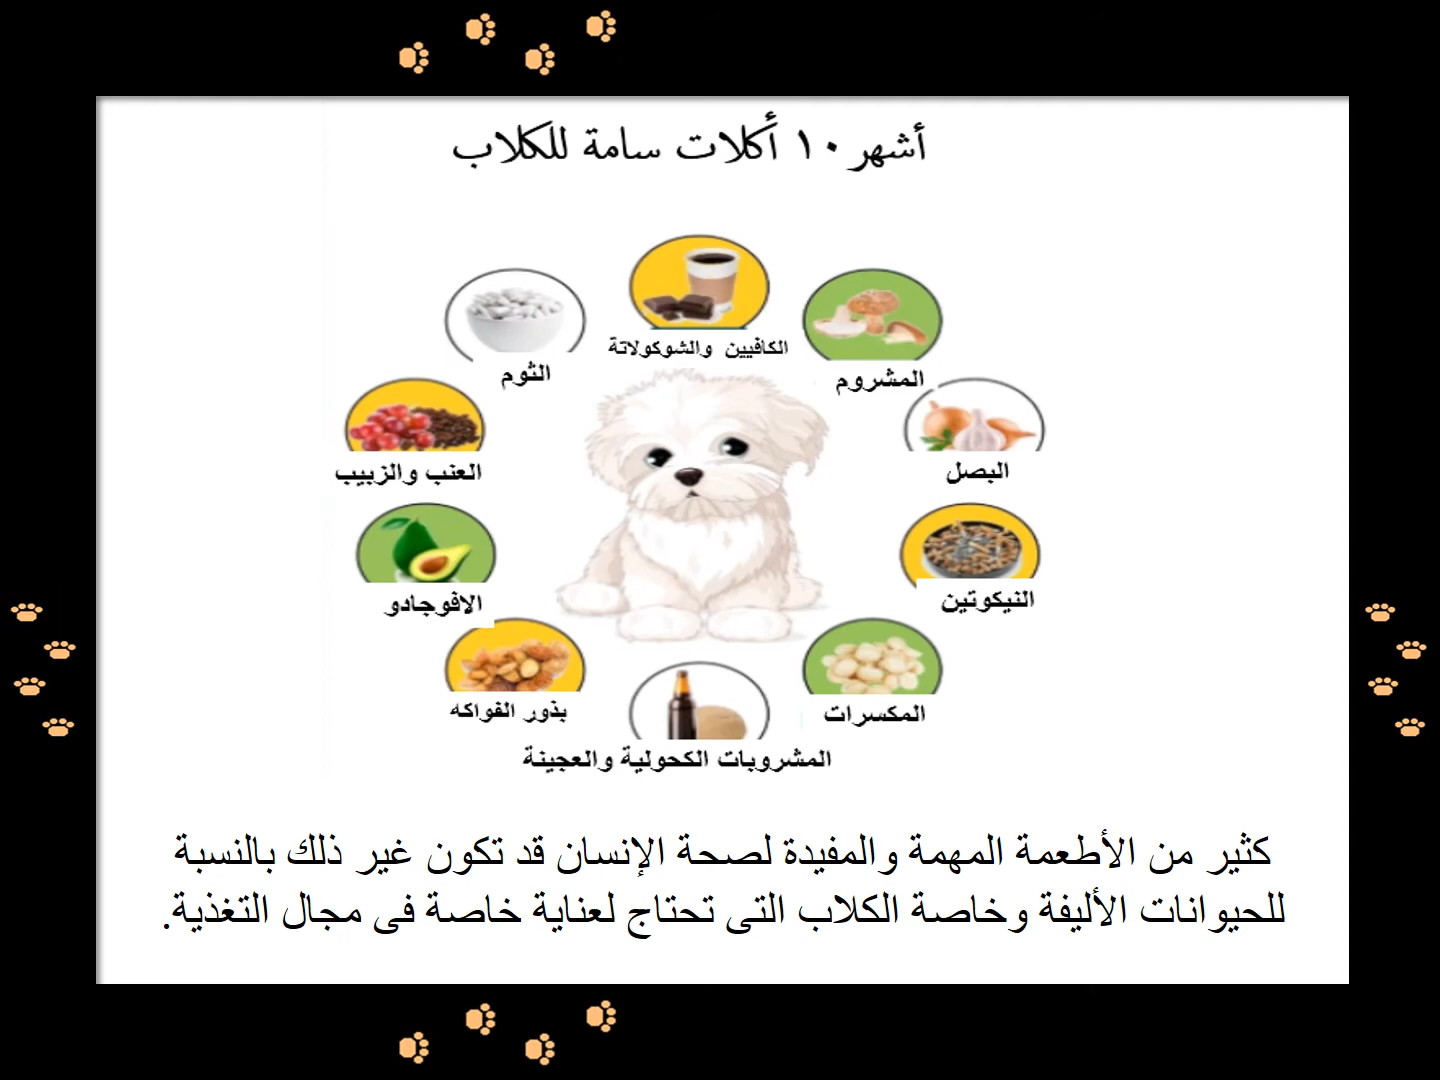 أشهر ١٠ أكلات سامة للكلاب
الكافيين والشوكولاتة
المشروم
الثوم
البصل
العنب والزبيب
النيكوتين
الافوجادو
المكسرات
بذور الفواكه
المشروبات الكحولية والعجينة
كثير من الأطعمة المهمة والمفيدة لصحة الإنسان قد تكون غير ذلك بالنسبة
للحيوانات الأليفة وخاصة الكلاب التى تحتاج لعناية خاصة فى مجال التغذية.